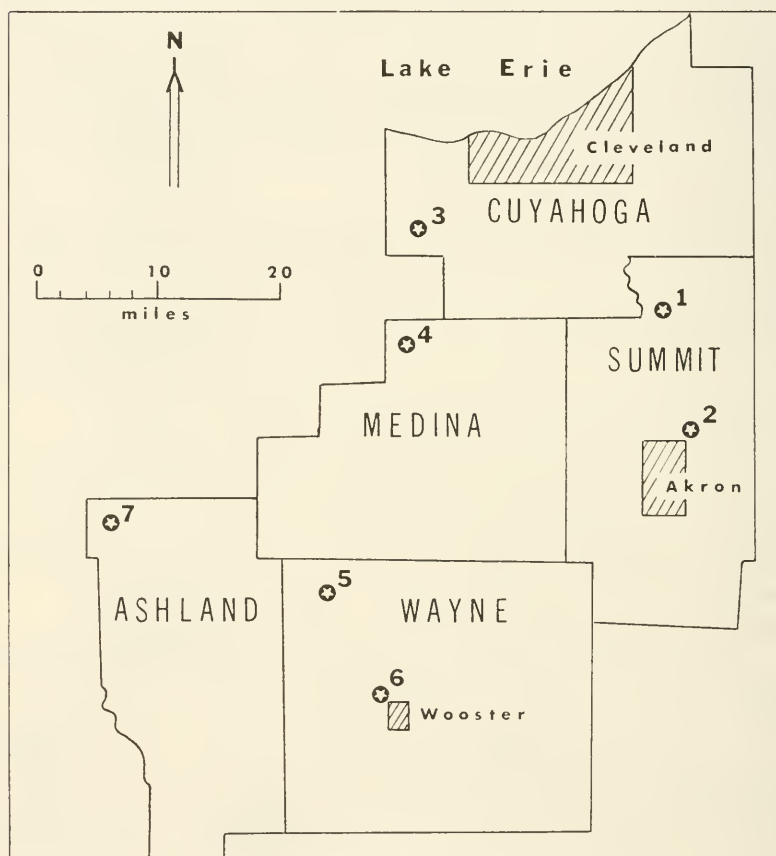 N
Lake Erie
Cleveland
3
CUYAHOGA
0 10 20
miles
1
4
SUMMIT
MEDINA
2
Akron
7
5
ASHLAND
WAYNE
6
Wooster